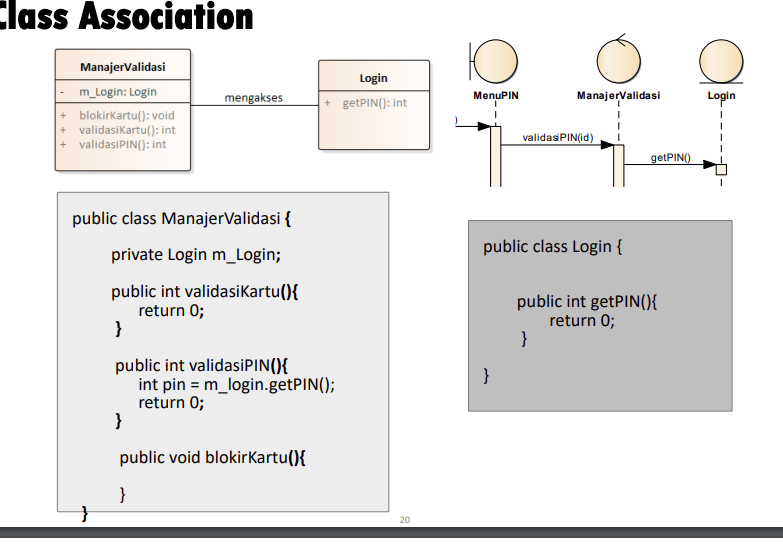 Class Association
ManajerValidasi
- m_Login: Login
+ blokirKartu(): void
+ validasiKartu(): int
+ validasiPIN(): int
mengakses
Login
+ getPIN(): int
MenuPIN
ManajerValidasi
Login
)
validasiPIN(id)
getPIN()
public class ManajerValidasi {
private Login m_Login;
public int validasiKartu(){
return 0;
}
public int validasiPIN(){
int pin = m_login.getPIN();
return 0;
}
public void blokirKartu(){
}
}
public class Login {
public int getPIN(){
return 0;
}
}
20